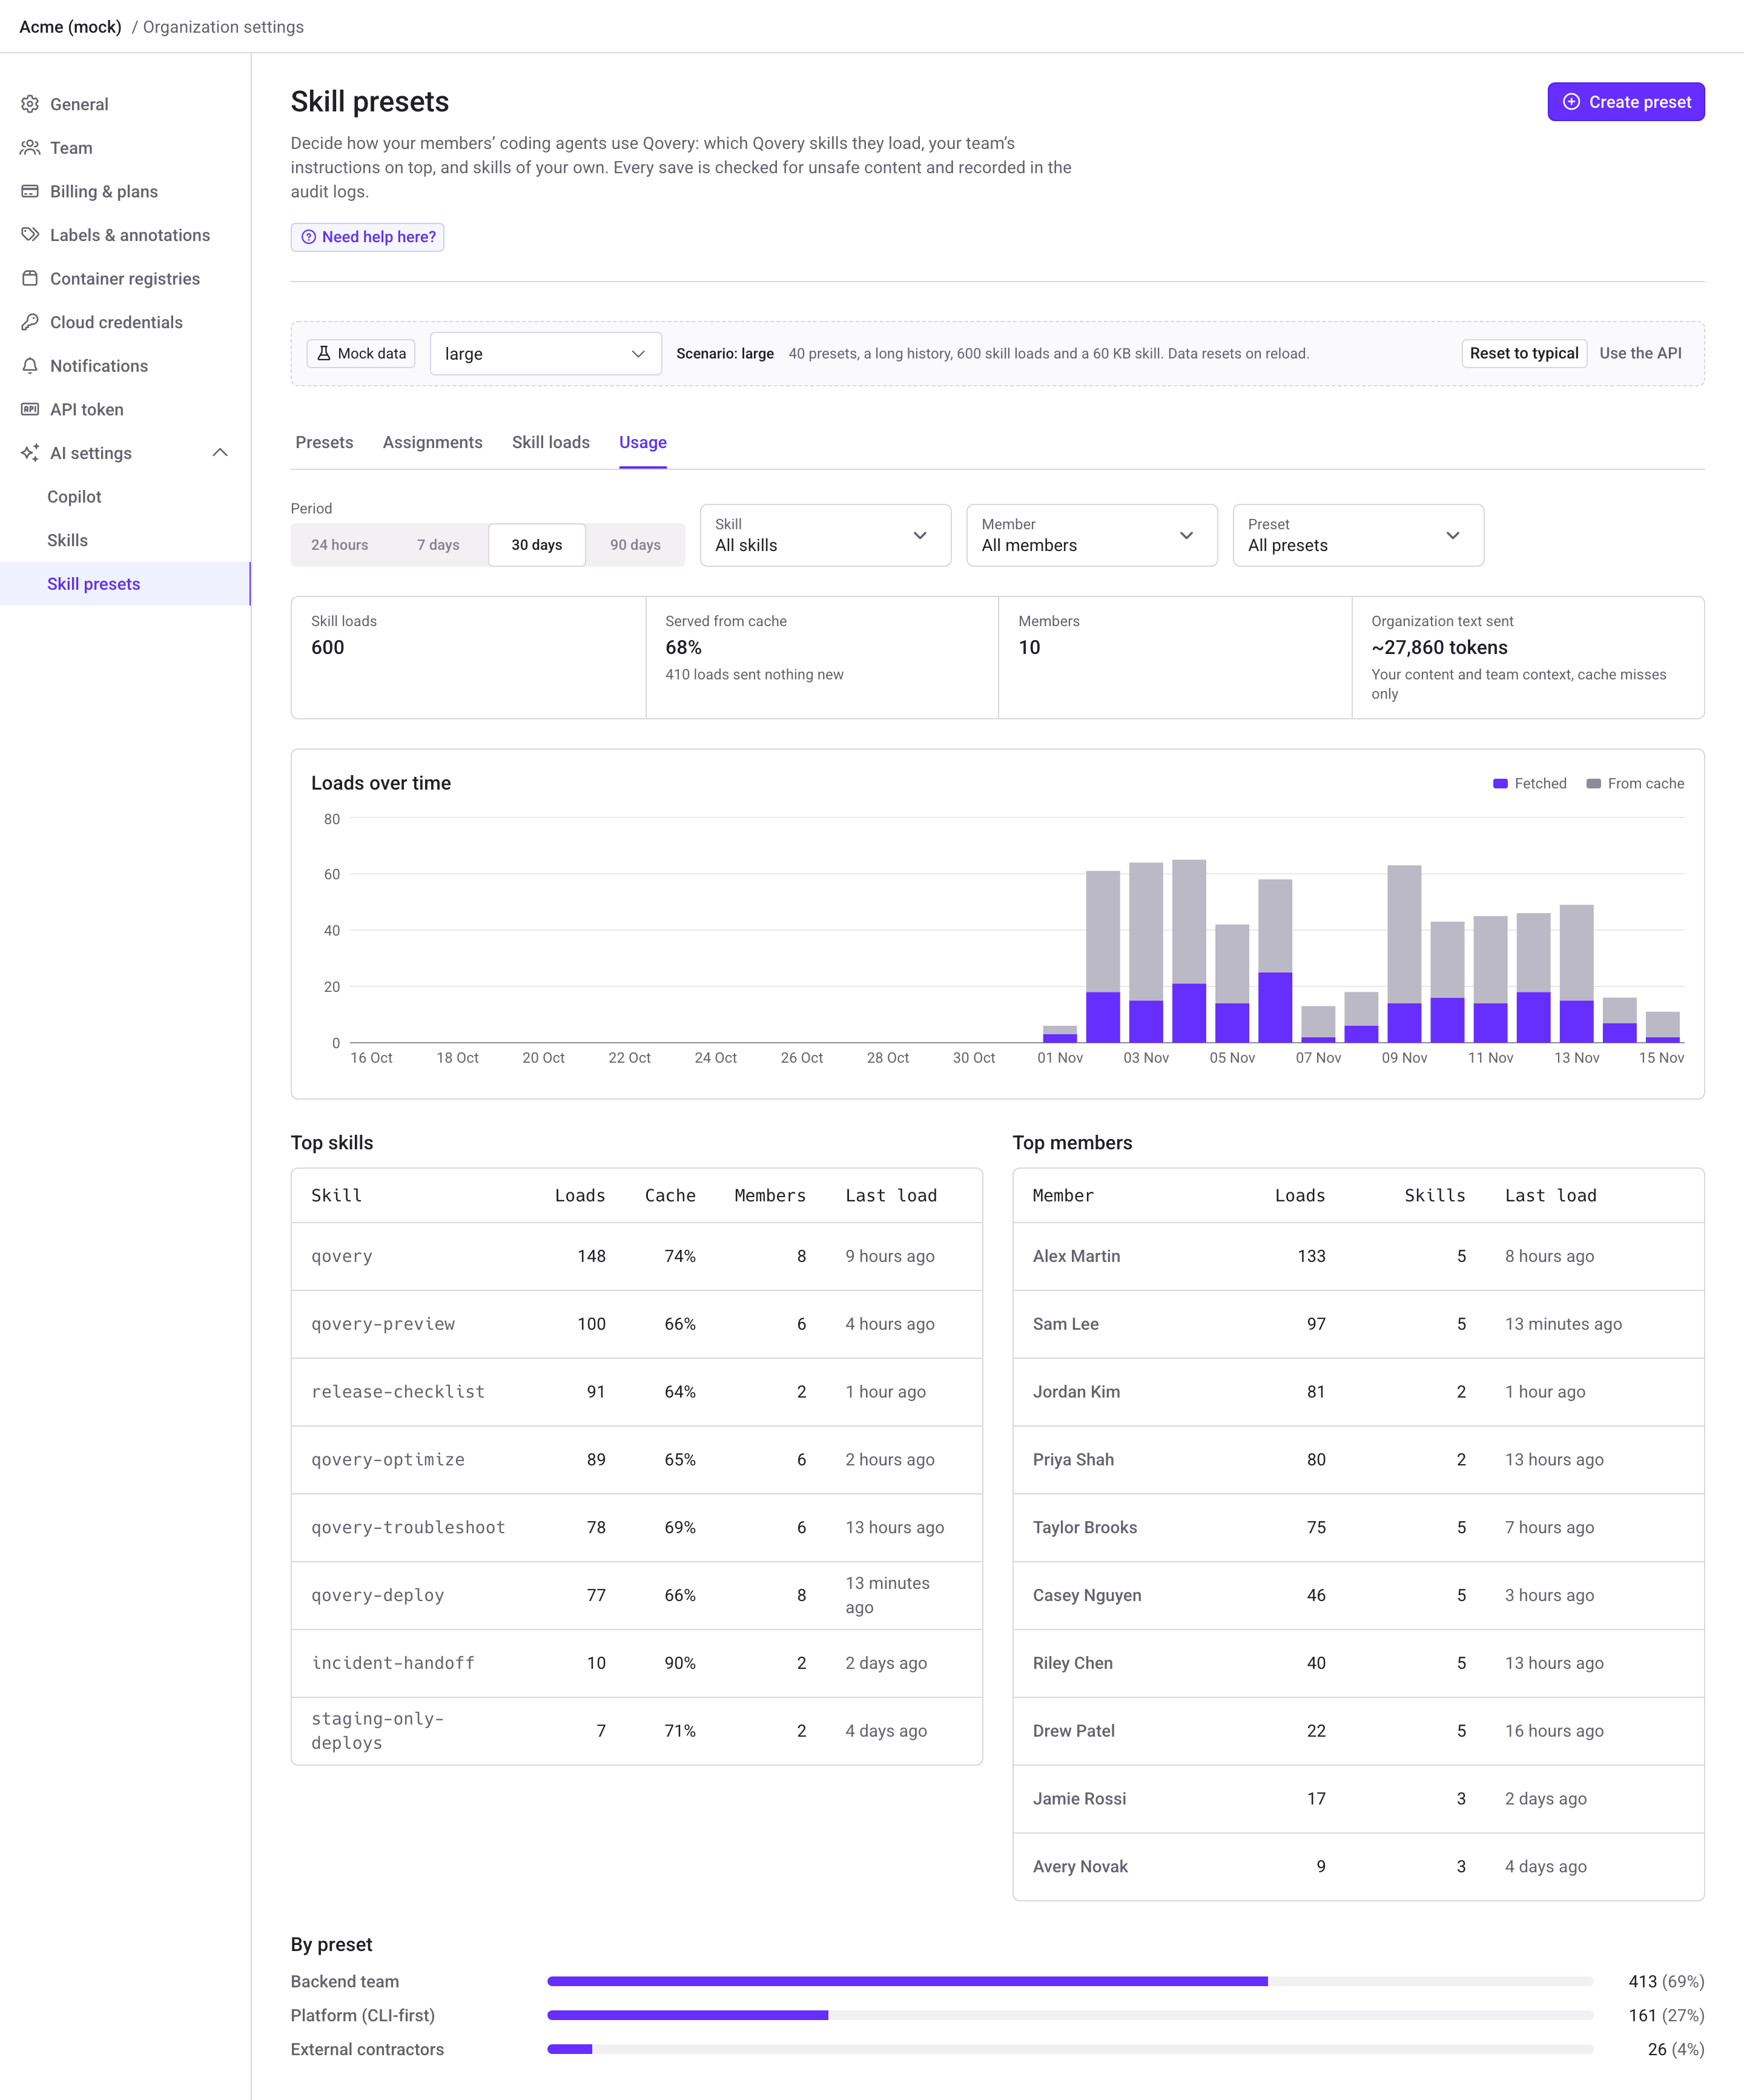 Acme (mock) / Organization settings
General
Team
Billing & plans
Labels & annotations
Container registries
Cloud credentials
Notifications
API token
AI settings
Copilot
Skills
Skill presets
Skill presets
Create preset
Decide how your members’ coding agents use Qovery: which Qovery skills they load, your team’s
instructions on top, and skills of your own. Every save is checked for unsafe content and recorded in the
audit logs.
Need help here?
Mock data
large
Scenario: large 40 presets, a long history, 600 skill loads and a 60 KB skill. Data resets on reload.
Reset to typical
Use the API
Presets Assignments Skill loads Usage
Period
24 hours 7 days 30 days 90 days
Skill
All skills
Member
All members
Preset
All presets
Skill loads
600
Served from cache
68%
410 loads sent nothing new
Members
10
Organization text sent
~27,860 tokens
Your content and team context, cache misses
only
Loads over time
Fetched From cache
80
60
40
20
0
16 Oct 18 Oct 20 Oct 22 Oct 24 Oct 26 Oct 28 Oct 30 Oct 01 Nov 03 Nov 05 Nov 07 Nov 09 Nov 11 Nov 13 Nov 15 Nov
Top skills
Skill Loads Cache Members Last load
qovery 148 74% 8 9 hours ago
qovery-preview 100 66% 6 4 hours ago
release-checklist 91 64% 2 1 hour ago
qovery-optimize 89 65% 6 2 hours ago
qovery-troubleshoot 78 69% 6 13 hours ago
qovery-deploy 77 66% 8 13 minutes
ago
incident-handoff 10 90% 2 2 days ago
staging-only-
deploys 7 71% 2 4 days ago
Top members
Member Loads Skills Last load
Alex Martin 133 5 8 hours ago
Sam Lee 97 5 13 minutes ago
Jordan Kim 81 2 1 hour ago
Priya Shah 80 2 13 hours ago
Taylor Brooks 75 5 7 hours ago
Casey Nguyen 46 5 3 hours ago
Riley Chen 40 5 13 hours ago
Drew Patel 22 5 16 hours ago
Jamie Rossi 17 3 2 days ago
Avery Novak 9 3 4 days ago
By preset
Backend team 413 (69%)
Platform (CLI-first) 161 (27%)
External contractors 26 (4%)